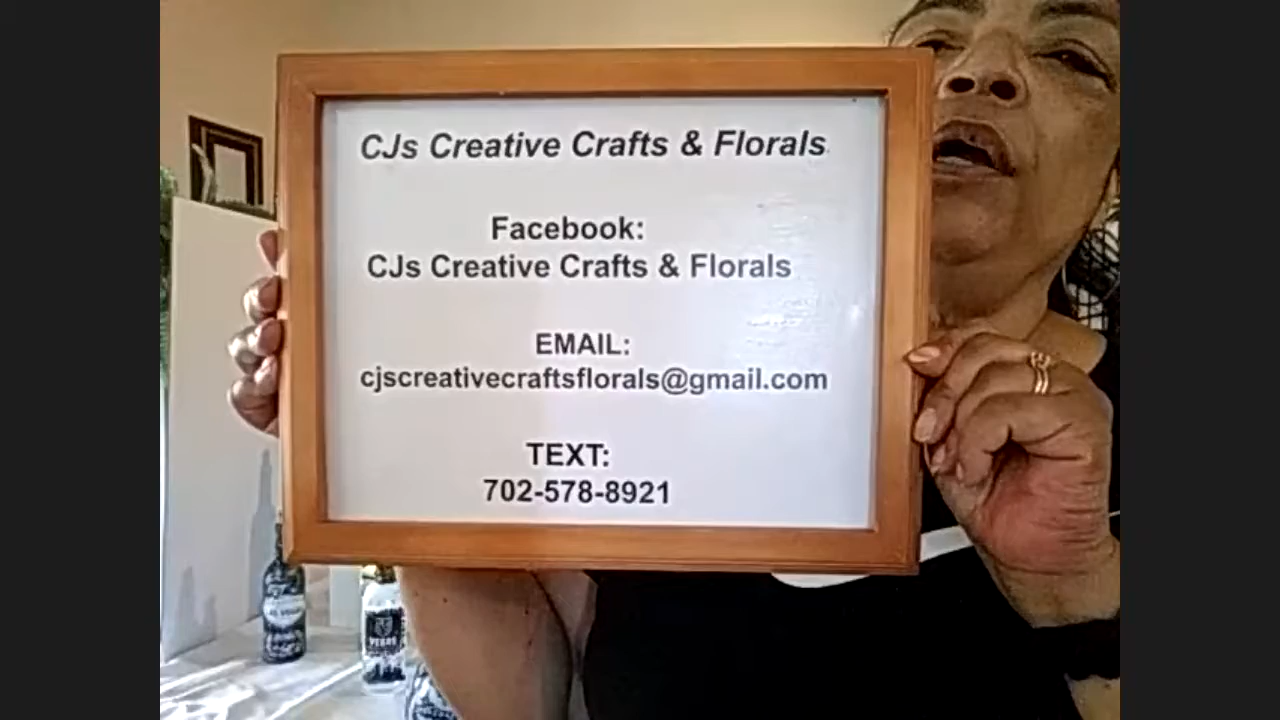 CJs Creative Crafts & Florals
Facebook:
CJs Creative Crafts & Florals
EMAIL:
cjscreativecraftsflorals@gmail.com
TEXT:
702-578-8921